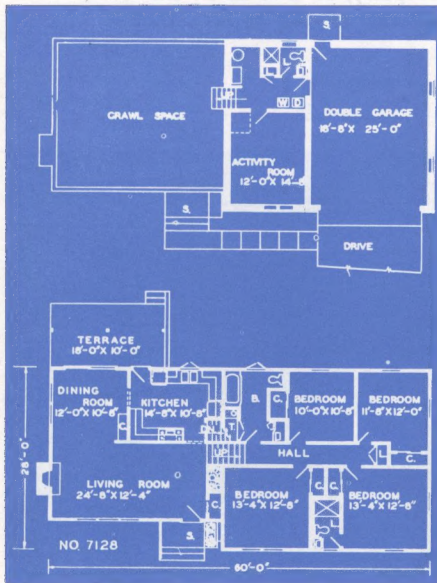 S.
L.
UP
W D
CRAWL SPACE
DOUBLE GARAGE
18'-8" X 25'-0"
ACTIVITY
ROOM
12'-0" X 14'-8"
S.
DRIVE
TERRACE
18'-0" X 10'-0"
DINING
ROOM
12'-0" X 10'-8"
C.
KITCHEN
14'-8" X 10'-8"
DN.
B.
C.
T.
BEDROOM
10'-0" X 10'-8"
BEDROOM
11'-8" X 12'-0"
UP
HALL
L.
C.
LIVING ROOM
24'-8" X 12'-4"
C.
BEDROOM
13'-4" X 12'-8"
C. C.
BEDROOM
13'-4" X 12'-8"
L.
S.
28'-0"
NO. 7128
60'-0"